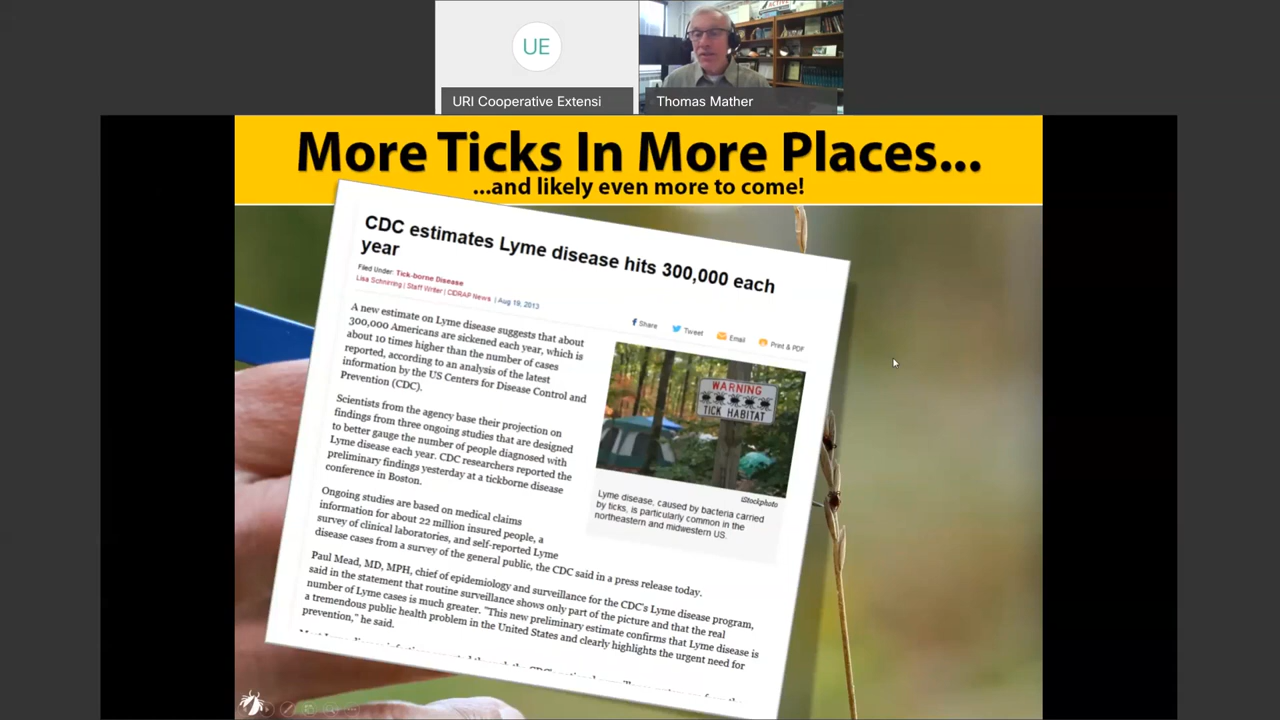 UE
URI Cooperative Extensi
Thomas Mather
More Ticks In More Places...
...and likely even more to come!
CDC estimates Lyme disease hits 300,000 each
year
Filed Under: Tick-borne Disease
Lisa Schnirring | Staff Writer | CIDRAP News | Aug 19, 2013
Share Tweet Email Print & PDF
A new estimate on Lyme disease suggests that about
300,000 Americans are sickened each year, which is
about 10 times higher than the number of cases
reported, according to an analysis of the latest
information by the US Centers for Disease Control and
Prevention (CDC).
Scientists from the agency base their projection on
findings from three ongoing studies that are designed
to better gauge the number of people diagnosed with
Lyme disease each year. CDC researchers reported the
preliminary findings yesterday at a tickborne disease
conference in Boston.
WARNING
TICK HABITAT
iStockphoto
Lyme disease, caused by bacteria carried
by ticks, is particularly common in the
northeastern and midwestern US.
Ongoing studies are based on medical claims
information for about 22 million insured people, a
survey of clinical laboratories, and self-reported Lyme
disease cases from a survey of the general public, the CDC said in a press release today.
Paul Mead, MD, MPH, chief of epidemiology and surveillance for the CDC's Lyme disease program,
said in the statement that routine surveillance shows only part of the picture and that the real
number of Lyme cases is much greater. "This new preliminary estimate confirms that Lyme disease is
a tremendous public health problem in the United States and clearly highlights the urgent need for
prevention," he said.